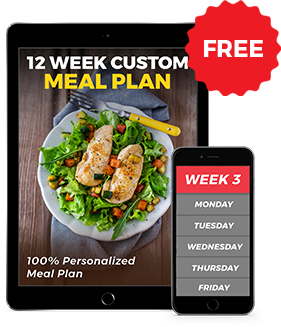 FREE
12 WEEK CUSTOM
MEAL PLAN
100% Personalized
Meal Plan
WEEK 3
MONDAY
TUESDAY
WEDNESDAY
THURSDAY
FRIDAY